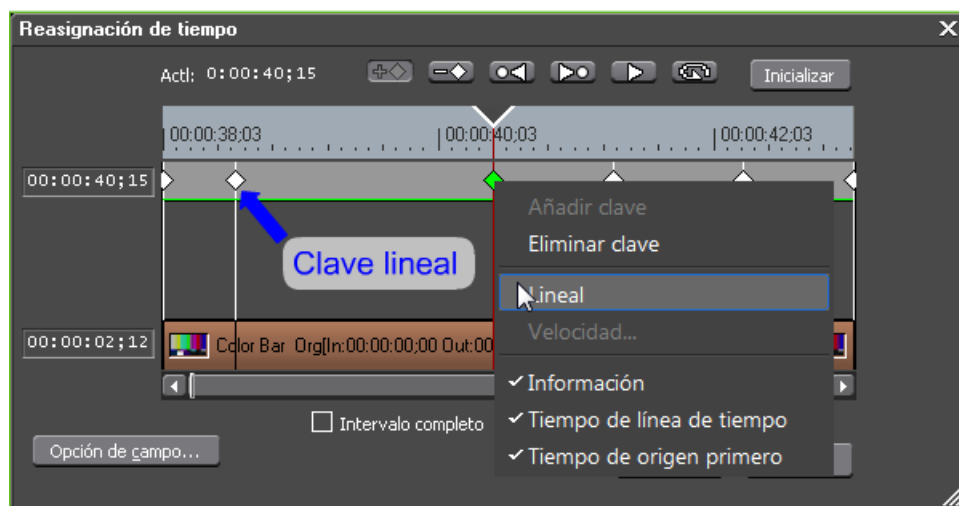 Reasignación de tiempo
Actl: 0:00:40;15
Inicializar
00:00:38;03 00:00:40;03 00:00:42;03
00:00:40;15
Añadir clave
Eliminar clave
Clave lineal
Lineal
Velocidad...
00:00:02;12
Color Bar Org[In:00:00:00;00 Out:00
Información
Intervalo completo
Tiempo de línea de tiempo
Opción de campo...
Tiempo de origen primero